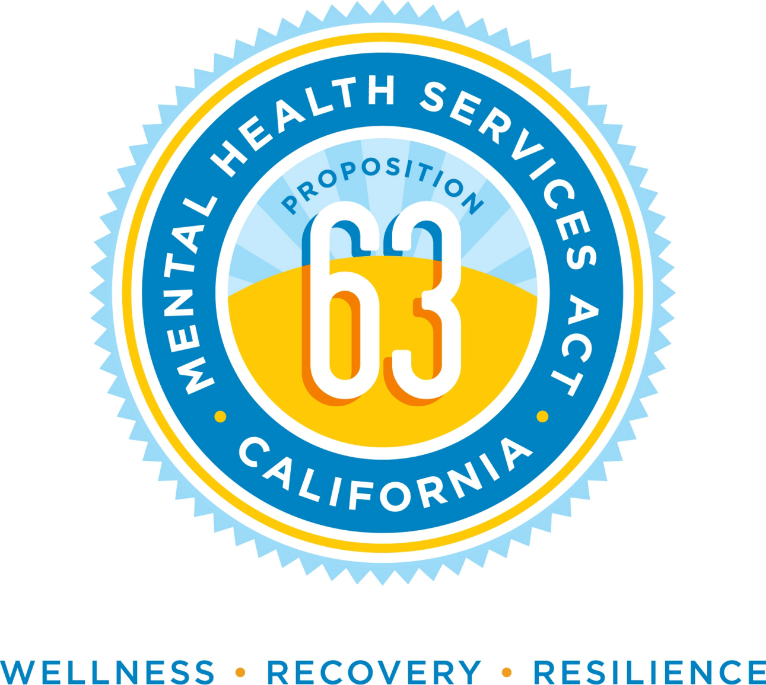 MENTAL HEALTH SERVICES ACT
PROPOSITION
63
• CALIFORNIA •
WELLNESS • RECOVERY • RESILIENCE